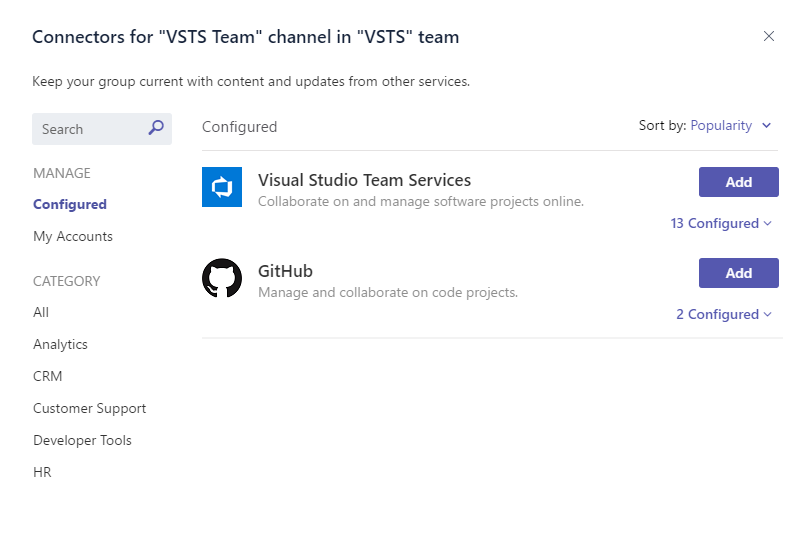 Connectors for "VSTS Team" channel in "VSTS" team
Keep your group current with content and updates from other services.
Search
MANAGE
Configured
My Accounts
CATEGORY
All
Analytics
CRM
Customer Support
Developer Tools
HR
Configured
Sort by: Popularity
Visual Studio Team Services
Collaborate on and manage software projects online.
Add
13 Configured
GitHub
Manage and collaborate on code projects.
Add
2 Configured